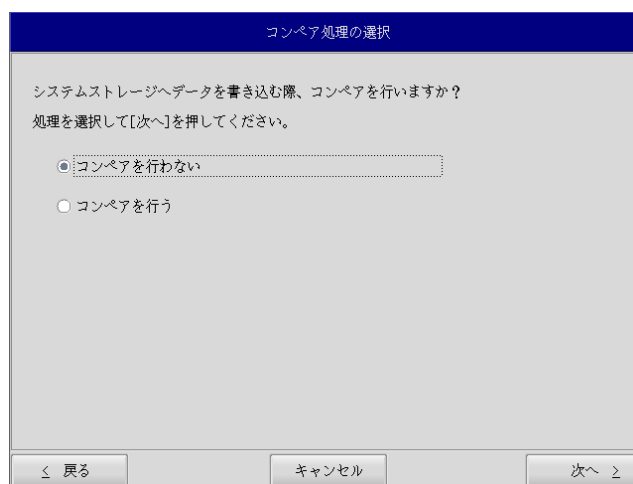 コンペア処理の選択
システムストレージへデータを書き込む際、コンペアを行いますか？
処理を選択して[次へ]を押してください。
コンペアを行わない
コンペアを行う
< 戻る
キャンセル
次へ >